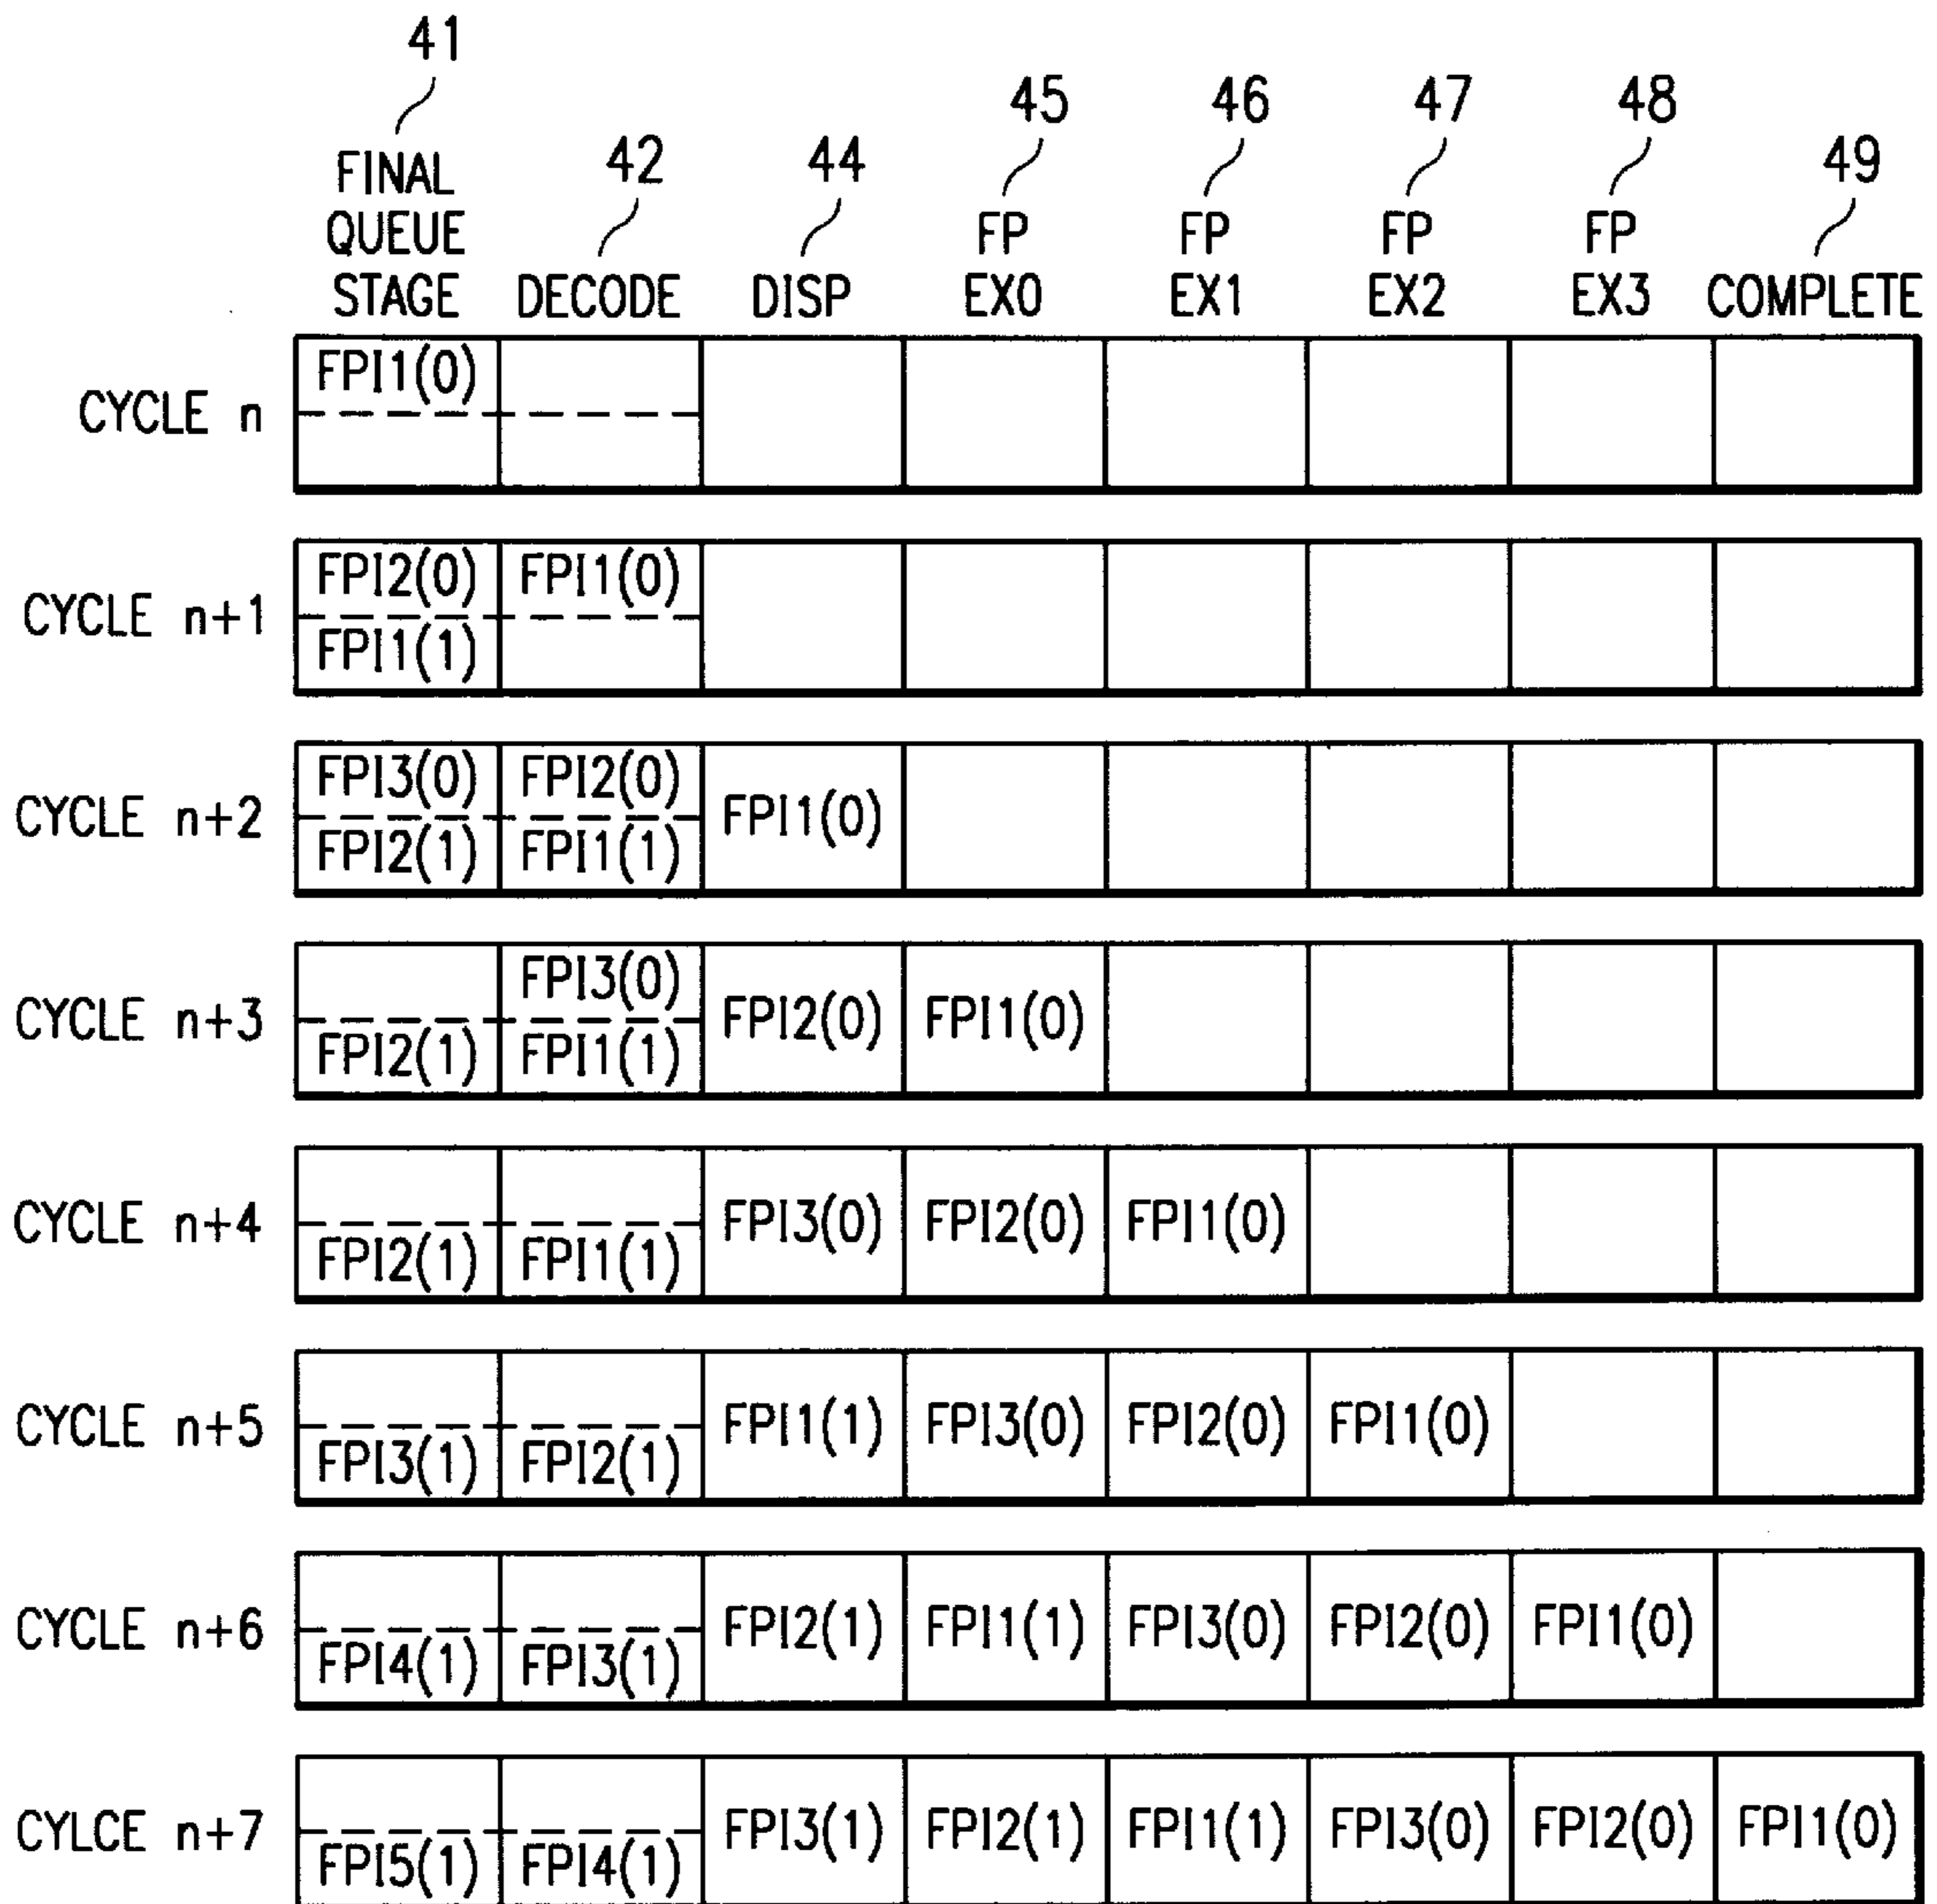 41
45 46 47 48
42 44 49
FINAL QUEUE STAGE
DECODE
DISP
FP EX0
FP EX1
FP EX2
FP EX3
COMPLETE
CYCLE n
FPI1(0)
CYCLE n+1
FPI2(0) FPI1(0)
FPI1(1)
CYCLE n+2
FPI3(0) FPI2(0)
FPI1(0)
FPI2(1) FPI1(1)
CYCLE n+3
FPI3(0)
FPI2(0) FPI1(0)
FPI2(1) FPI1(1)
CYCLE n+4
FPI3(0) FPI2(0) FPI1(0)
FPI2(1) FPI1(1)
CYCLE n+5
FPI1(1) FPI3(0) FPI2(0) FPI1(0)
FPI3(1) FPI2(1)
CYCLE n+6
FPI2(1) FPI1(1) FPI3(0) FPI2(0) FPI1(0)
FPI4(1) FPI3(1)
CYLCE n+7
FPI3(1) FPI2(1) FPI1(1) FPI3(0) FPI2(0) FPI1(0)
FPI5(1) FPI4(1)